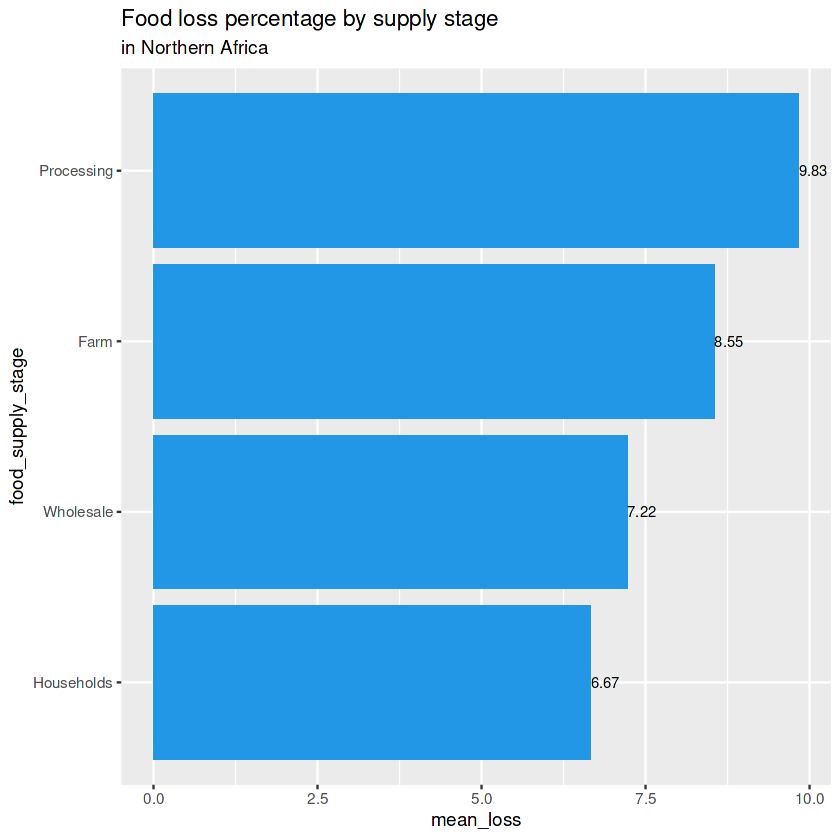 Food loss percentage by supply stage
in Northern Africa
Processing
9.83
Farm
8.55
Wholesale
7.22
Households
6.67
0.0 2.5 5.0 7.5 10.0
mean_loss
food_supply_stage